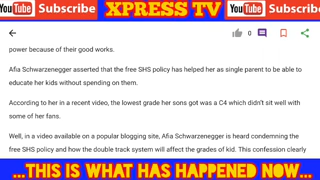 YouTube Subscribe XPRESS TV YouTube Subscribe
0
power because of their good works.
Afia Schwarzenegger asserted that the free SHS policy has helped her as single parent to be able to
educate her kids without spending on them.
According to her in a recent video, the lowest grade her sons got was a C4 which didn't sit well with
some of her fans.
Well, in a video available on a popular blogging site, Afia Schwarzenegger is heard condemning the
free SHS policy and how the double track system will affect the grades of kid. This confession clearly
...THIS IS WHAT HAS HAPPENED NOW...